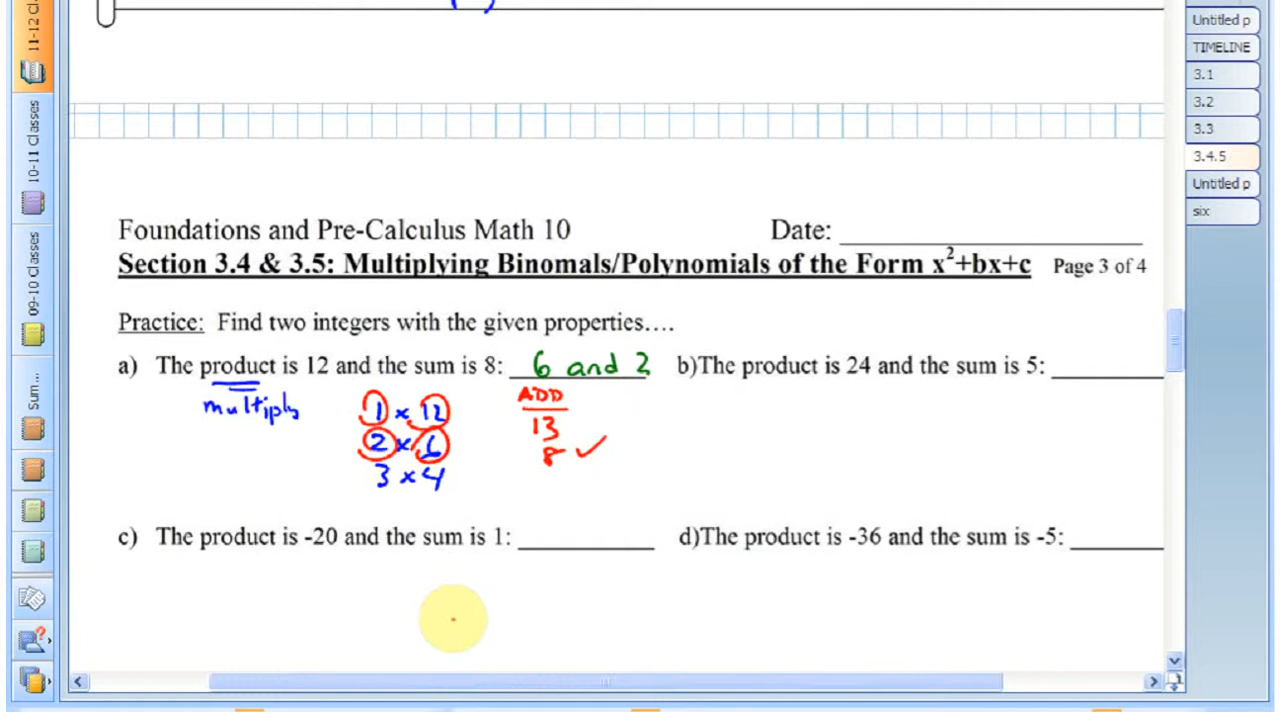 11-12 Cl
10-11 Classes
09-10 Classes
Sum...
Untitled p
TIMELINE
3.1
3.2
3.3
3.4.5
Untitled p
six
Foundations and Pre-Calculus Math 10 Date:
Section 3.4 & 3.5: Multiplying Binomals/Polynomials of the Form x²+bx+c Page 3 of 4
Practice: Find two integers with the given properties....
a) The product is 12 and the sum is 8: 6 and 2 b)The product is 24 and the sum is 5:
multiply
ADD
1 × 12 13
2 × 6 8 ✓
3 × 4
c) The product is -20 and the sum is 1: d)The product is -36 and the sum is -5: